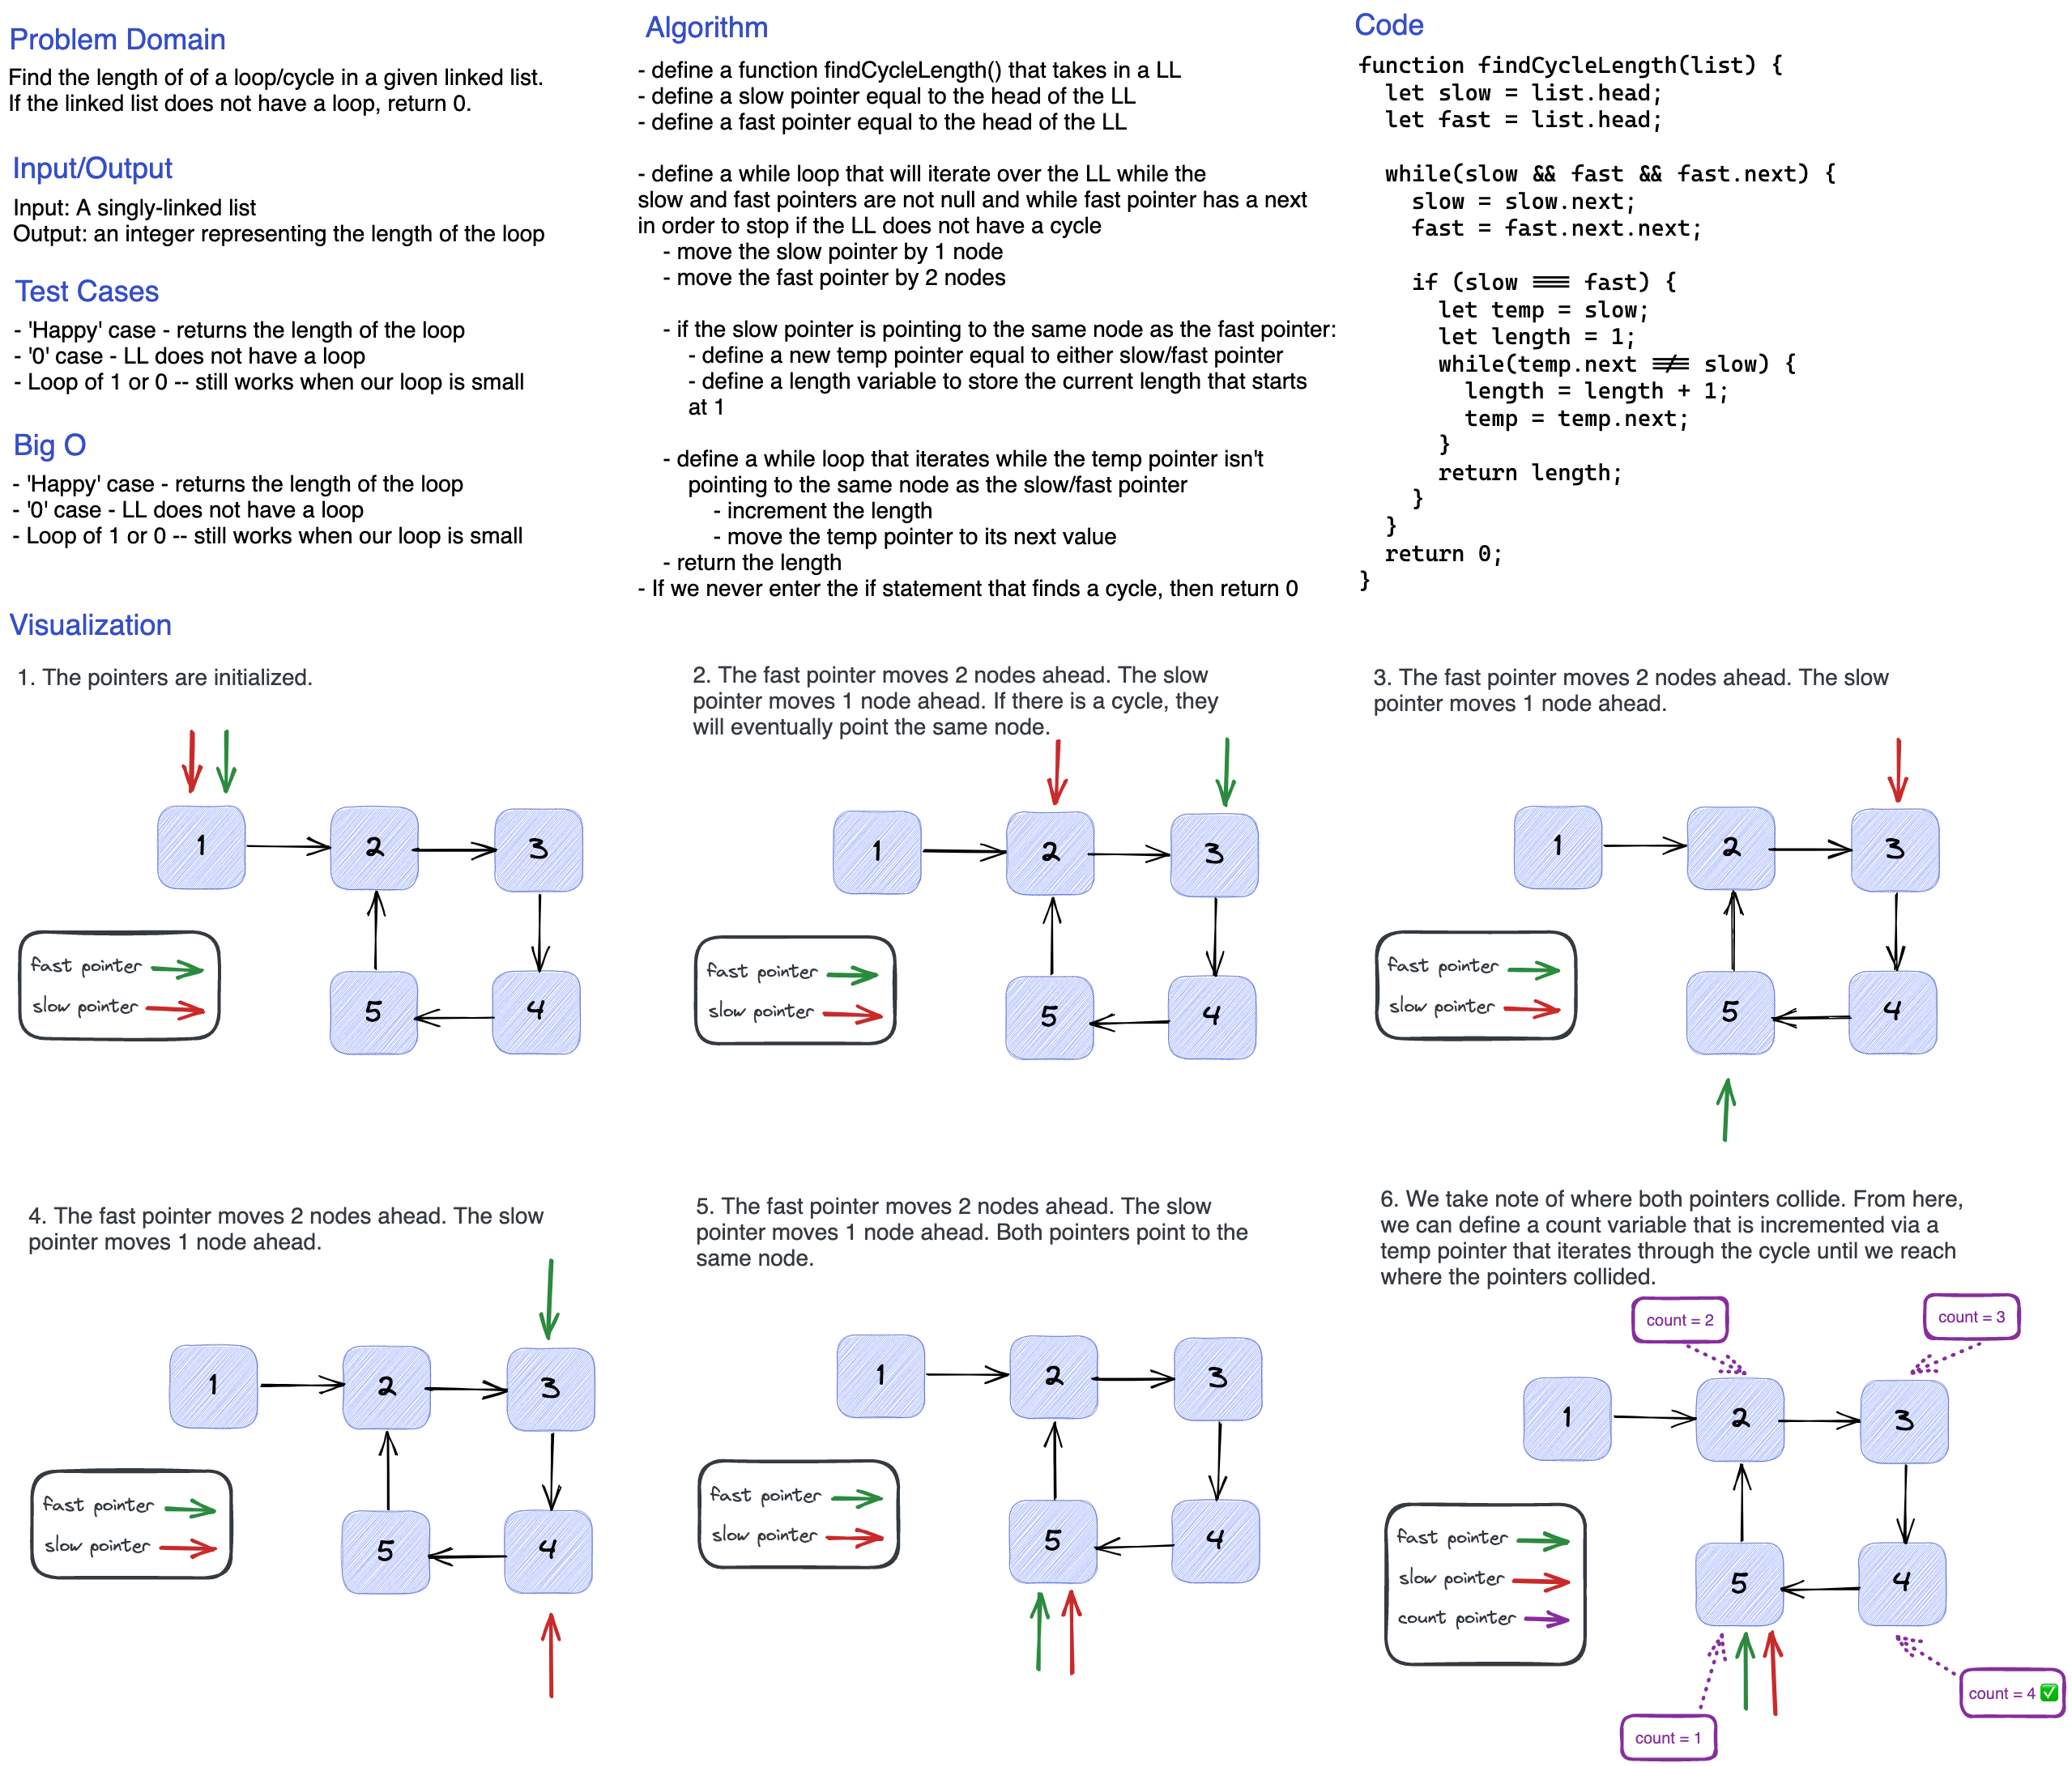 Problem Domain
Find the length of of a loop/cycle in a given linked list.
If the linked list does not have a loop, return 0.
Input/Output
Input: A singly-linked list
Output: an integer representing the length of the loop
Test Cases
- 'Happy' case - returns the length of the loop
- '0' case - LL does not have a loop
- Loop of 1 or 0 -- still works when our loop is small
Big O
- 'Happy' case - returns the length of the loop
- '0' case - LL does not have a loop
- Loop of 1 or 0 -- still works when our loop is small
Algorithm
- define a function findCycleLength() that takes in a LL
- define a slow pointer equal to the head of the LL
- define a fast pointer equal to the head of the LL
- define a while loop that will iterate over the LL while the
slow and fast pointers are not null and while fast pointer has a next
in order to stop if the LL does not have a cycle
- move the slow pointer by 1 node
- move the fast pointer by 2 nodes
- if the slow pointer is pointing to the same node as the fast pointer:
- define a new temp pointer equal to either slow/fast pointer
- define a length variable to store the current length that starts
at 1
- define a while loop that iterates while the temp pointer isn't
pointing to the same node as the slow/fast pointer
- increment the length
- move the temp pointer to its next value
- return the length
- If we never enter the if statement that finds a cycle, then return 0
Code
function findCycleLength(list) {
let slow = list.head;
let fast = list.head;
while(slow && fast && fast.next) {
slow = slow.next;
fast = fast.next.next;
if (slow === fast) {
let temp = slow;
let length = 1;
while(temp.next !== slow) {
length = length + 1;
temp = temp.next;
}
return length;
}
}
return 0;
}
Visualization
1. The pointers are initialized.
1
2
3
fast pointer
slow pointer
5
4
2. The fast pointer moves 2 nodes ahead. The slow
pointer moves 1 node ahead. If there is a cycle, they
will eventually point the same node.
1
2
3
fast pointer
slow pointer
5
4
3. The fast pointer moves 2 nodes ahead. The slow
pointer moves 1 node ahead.
1
2
3
fast pointer
slow pointer
5
4
4. The fast pointer moves 2 nodes ahead. The slow
pointer moves 1 node ahead.
1
2
3
fast pointer
slow pointer
5
4
5. The fast pointer moves 2 nodes ahead. The slow
pointer moves 1 node ahead. Both pointers point to the
same node.
1
2
3
fast pointer
slow pointer
5
4
6. We take note of where both pointers collide. From here,
we can define a count variable that is incremented via a
temp pointer that iterates through the cycle until we reach
where the pointers collided.
count = 2
count = 3
1
2
3
fast pointer
slow pointer
count pointer
5
4
count = 4 ✅
count = 1